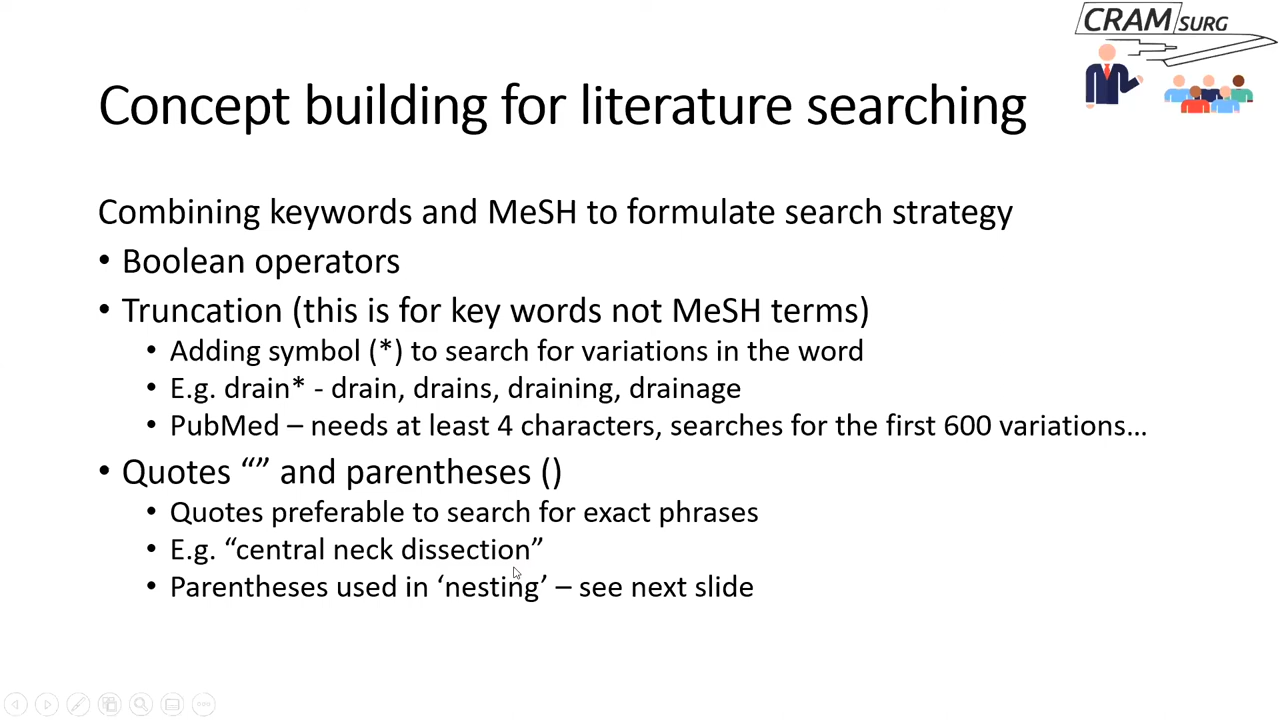 CRAM SURG
Concept building for literature searching
Combining keywords and MeSH to formulate search strategy
• Boolean operators
• Truncation (this is for key words not MeSH terms)
• Adding symbol (*) to search for variations in the word
• E.g. drain* - drain, drains, draining, drainage
• PubMed – needs at least 4 characters, searches for the first 600 variations…
• Quotes “” and parentheses ()
• Quotes preferable to search for exact phrases
• E.g. “central neck dissection”
• Parentheses used in ‘nesting’ – see next slide